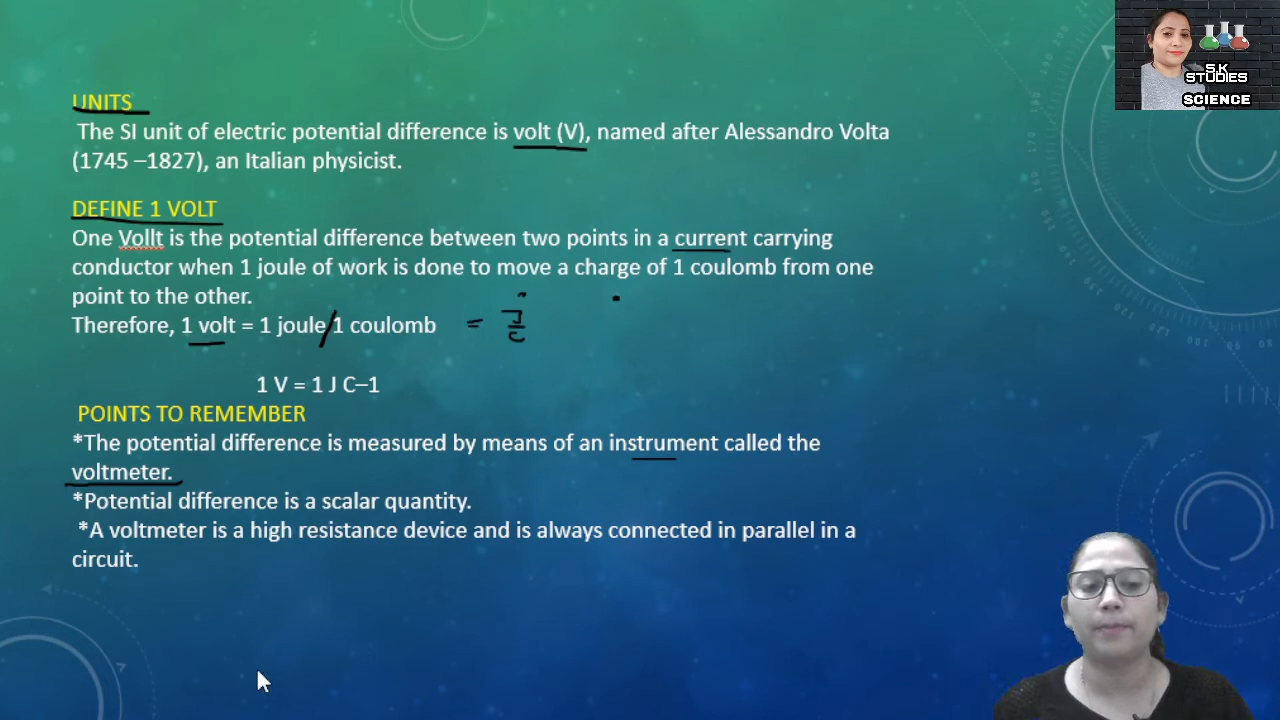 S.K
STUDIES
SCIENCE
UNITS
The SI unit of electric potential difference is volt (V), named after Alessandro Volta
(1745 –1827), an Italian physicist.
DEFINE 1 VOLT
One Vollt is the potential difference between two points in a current carrying
conductor when 1 joule of work is done to move a charge of 1 coulomb from one
point to the other.
Therefore, 1 volt = 1 joule/1 coulomb = J/C
1 V = 1 J C–1
POINTS TO REMEMBER
*The potential difference is measured by means of an instrument called the
voltmeter.
*Potential difference is a scalar quantity.
*A voltmeter is a high resistance device and is always connected in parallel in a
circuit.